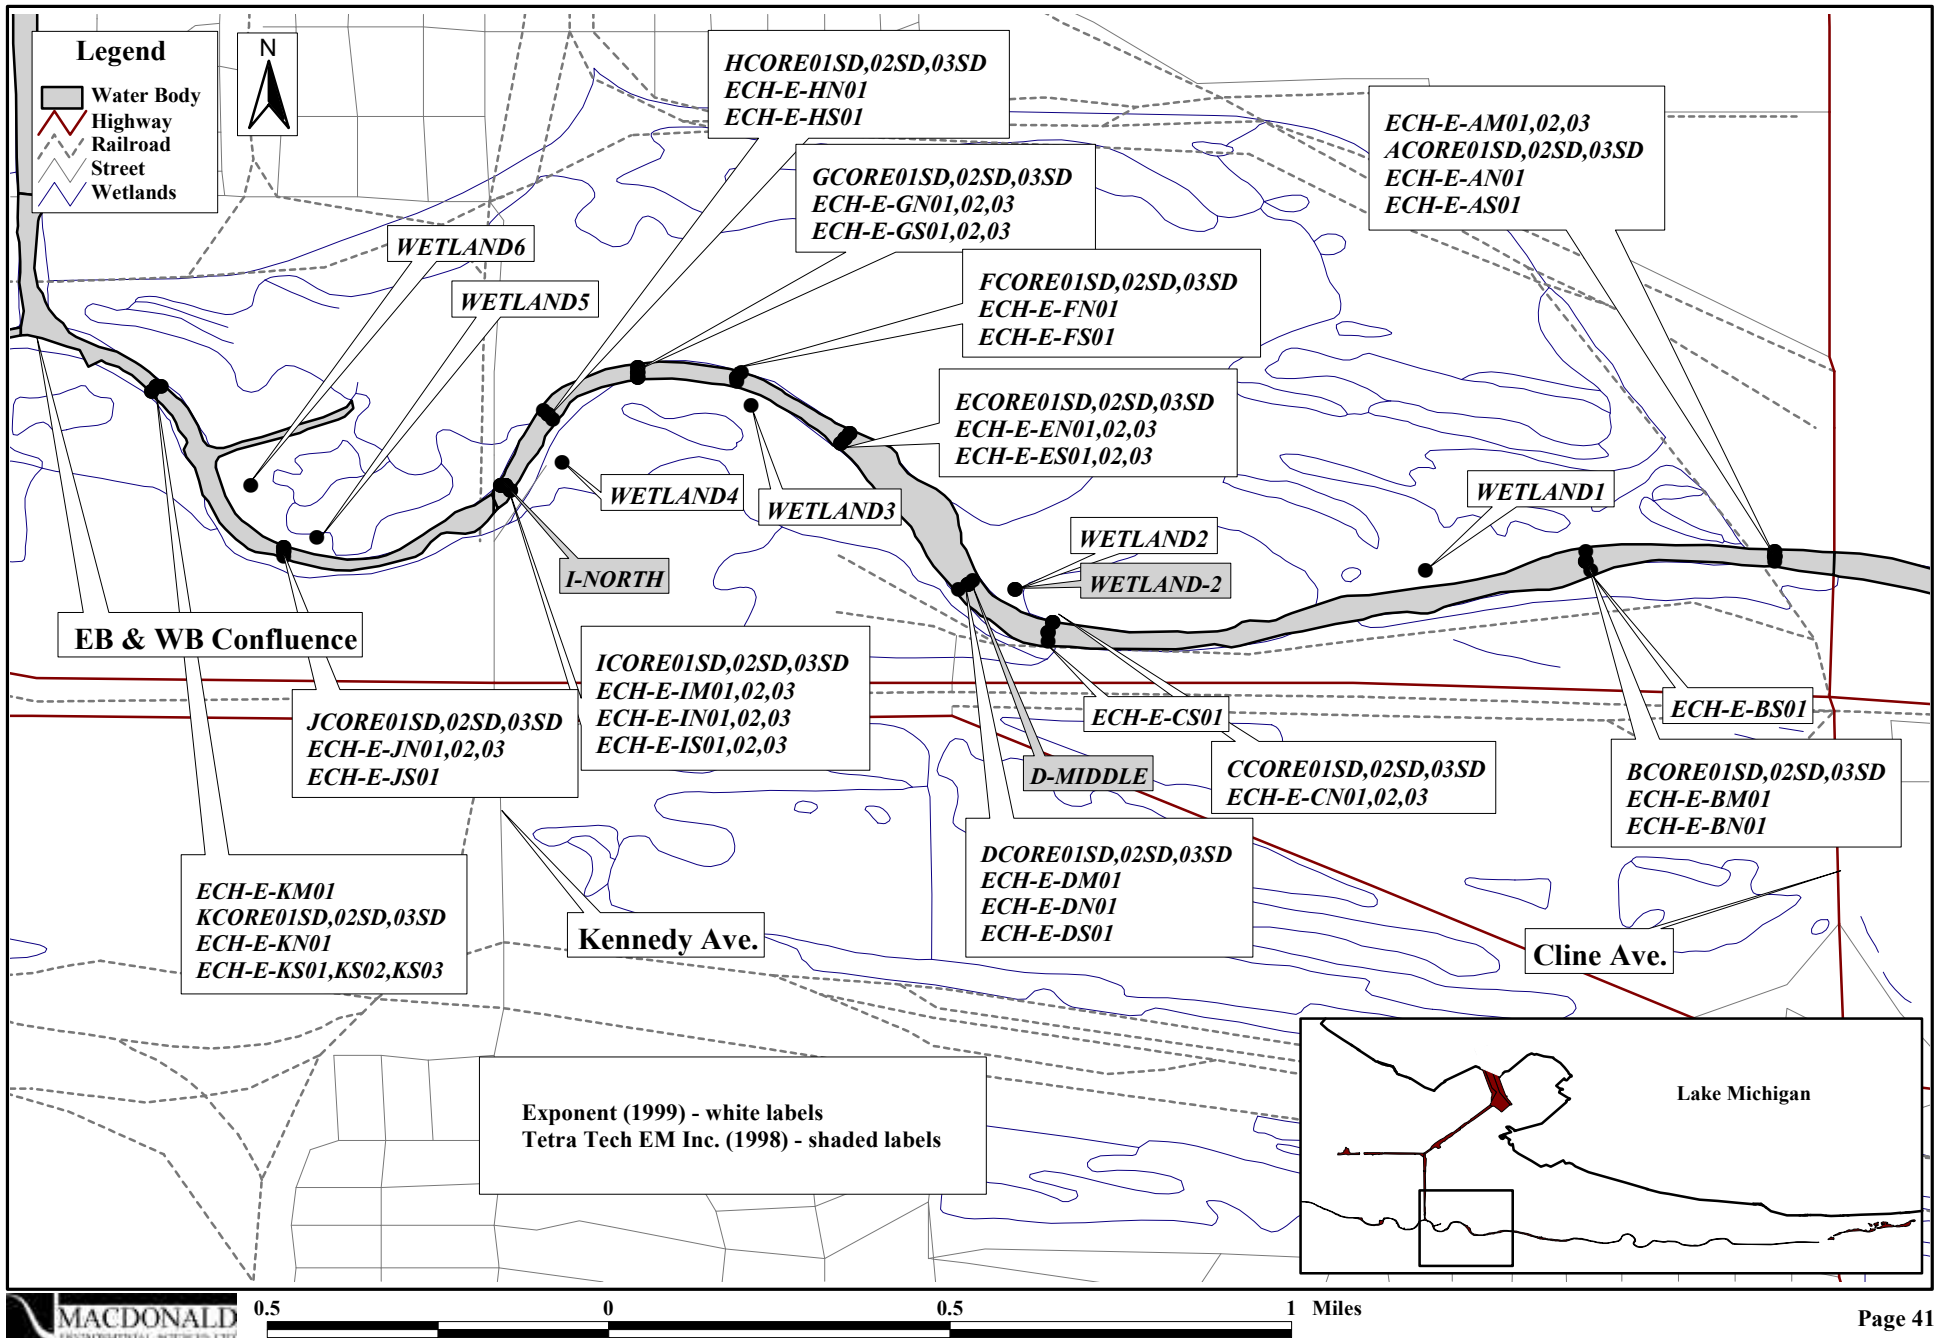 Legend
Water Body
Highway
Railroad
Street
Wetlands
N
HCORE01SD,02SD,03SD
ECH-E-HN01
ECH-E-HS01
GCORE01SD,02SD,03SD
ECH-E-GN01,02,03
ECH-E-GS01,02,03
ECH-E-AM01,02,03
ACORE01SD,02SD,03SD
ECH-E-AN01
ECH-E-AS01
WETLAND6
WETLAND5
FCORE01SD,02SD,03SD
ECH-E-FN01
ECH-E-FS01
ECORE01SD,02SD,03SD
ECH-E-EN01,02,03
ECH-E-ES01,02,03
WETLAND4
WETLAND3
WETLAND1
WETLAND2
WETLAND-2
I-NORTH
EB & WB Confluence
ICORE01SD,02SD,03SD
ECH-E-IM01,02,03
ECH-E-IN01,02,03
ECH-E-IS01,02,03
JCORE01SD,02SD,03SD
ECH-E-JN01,02,03
ECH-E-JS01
ECH-E-CS01
ECH-E-BS01
D-MIDDLE
CCORE01SD,02SD,03SD
ECH-E-CN01,02,03
BCORE01SD,02SD,03SD
ECH-E-BM01
ECH-E-BN01
DCORE01SD,02SD,03SD
ECH-E-DM01
ECH-E-DN01
ECH-E-DS01
ECH-E-KM01
KCORE01SD,02SD,03SD
ECH-E-KN01
ECH-E-KS01,KS02,KS03
Kennedy Ave.
Cline Ave.
Exponent (1999) - white labels
Tetra Tech EM Inc. (1998) - shaded labels
Lake Michigan
MACDONALD
0.5 0 0.5 1 Miles
Page 41